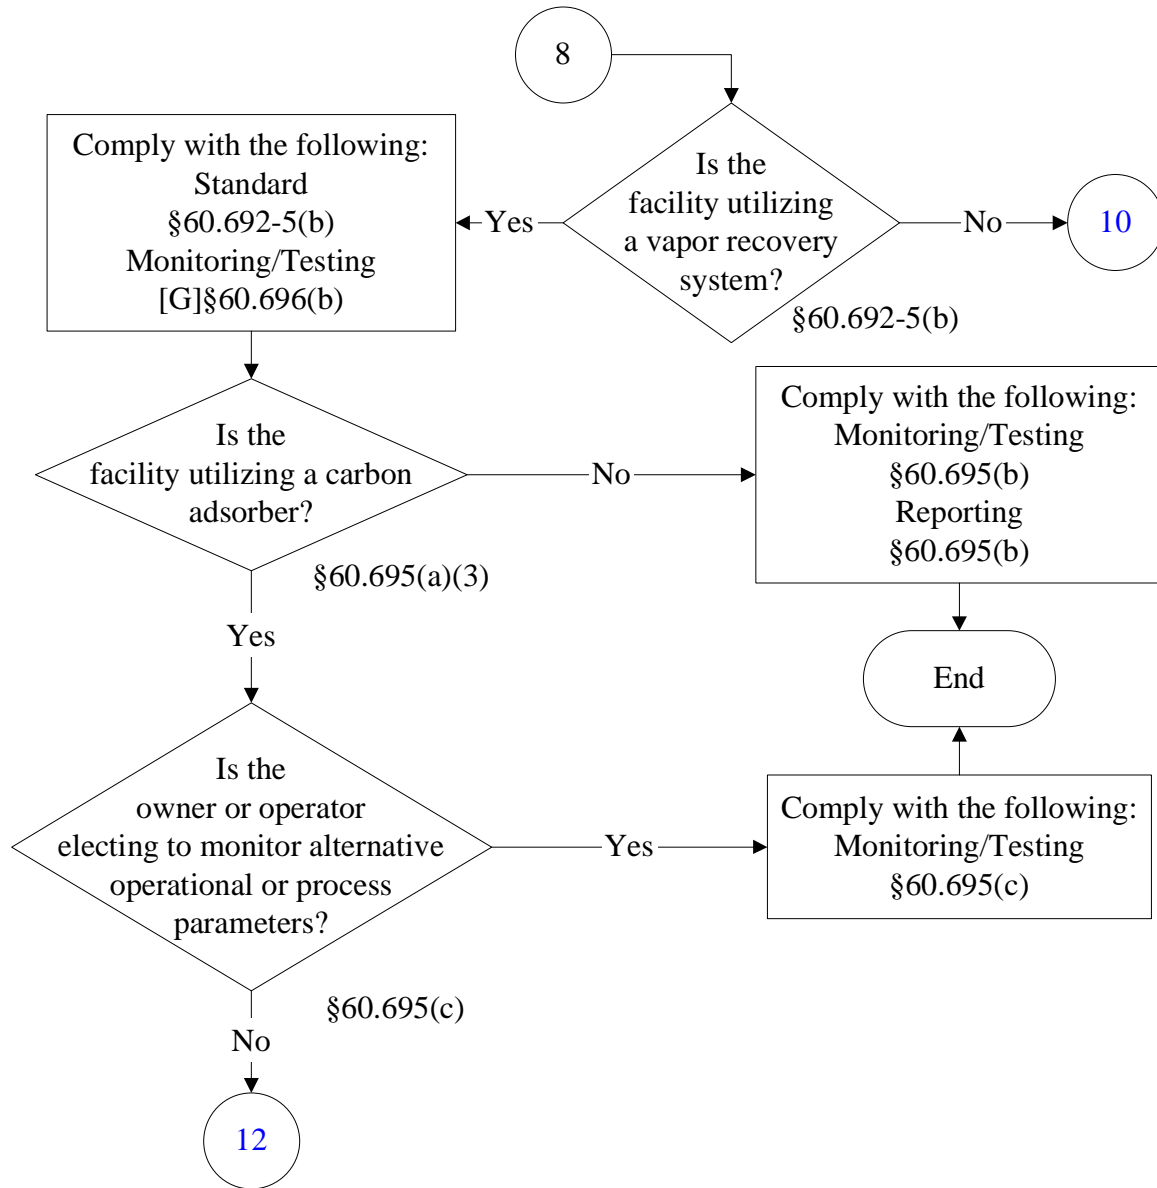 8
Is the
facility utilizing
a vapor recovery
system?
§60.692-5(b)
Yes
No
10
Comply with the following:
Standard
§60.692-5(b)
Monitoring/Testing
[G]§60.696(b)
Is the
facility utilizing a carbon
adsorber?
§60.695(a)(3)
No
Comply with the following:
Monitoring/Testing
§60.695(b)
Reporting
§60.695(b)
Yes
End
Is the
owner or operator
electing to monitor alternative
operational or process
parameters?
§60.695(c)
Yes
Comply with the following:
Monitoring/Testing
§60.695(c)
No
12